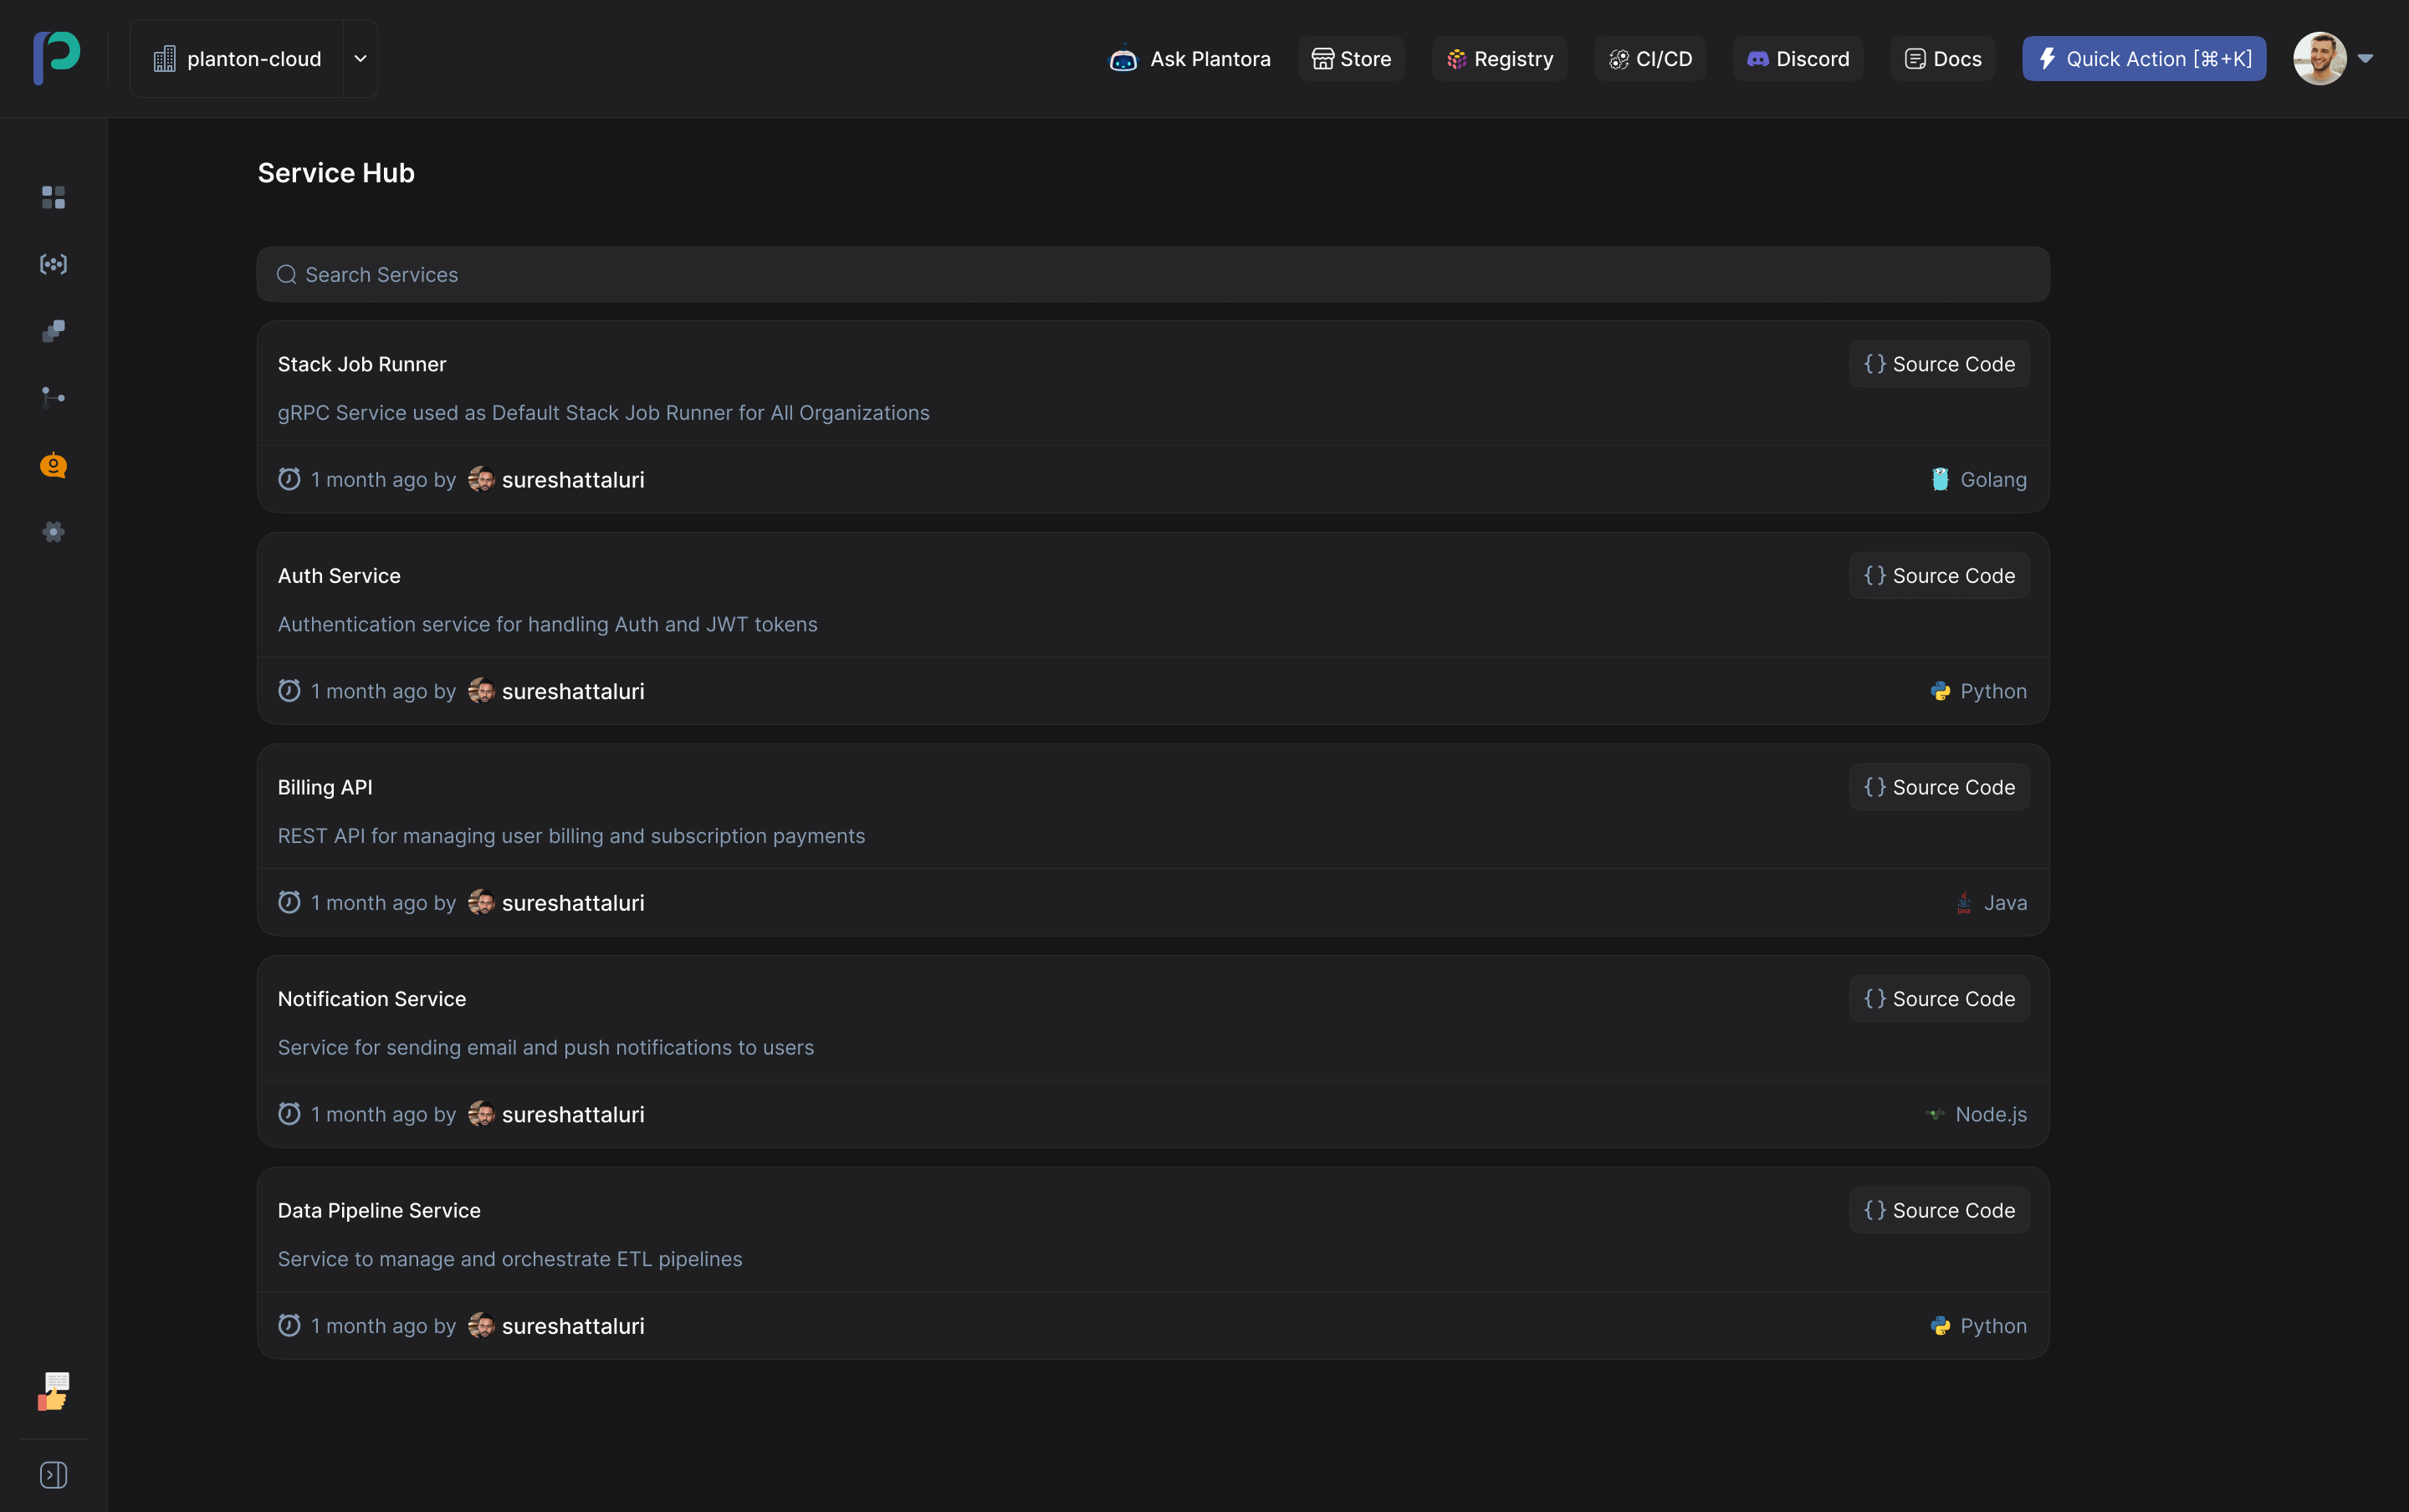 planton-cloud
Ask Plantora
Store
Registry
CI/CD
Discord
Docs
Quick Action [⌘+K]
Service Hub
Search Services
Stack Job Runner
{} Source Code
gRPC Service used as Default Stack Job Runner for All Organizations
1 month ago by sureshattaluri
Golang
Auth Service
{} Source Code
Authentication service for handling Auth and JWT tokens
1 month ago by sureshattaluri
Python
Billing API
{} Source Code
REST API for managing user billing and subscription payments
1 month ago by sureshattaluri
Java
Notification Service
{} Source Code
Service for sending email and push notifications to users
1 month ago by sureshattaluri
Node.js
Data Pipeline Service
{} Source Code
Service to manage and orchestrate ETL pipelines
1 month ago by sureshattaluri
Python